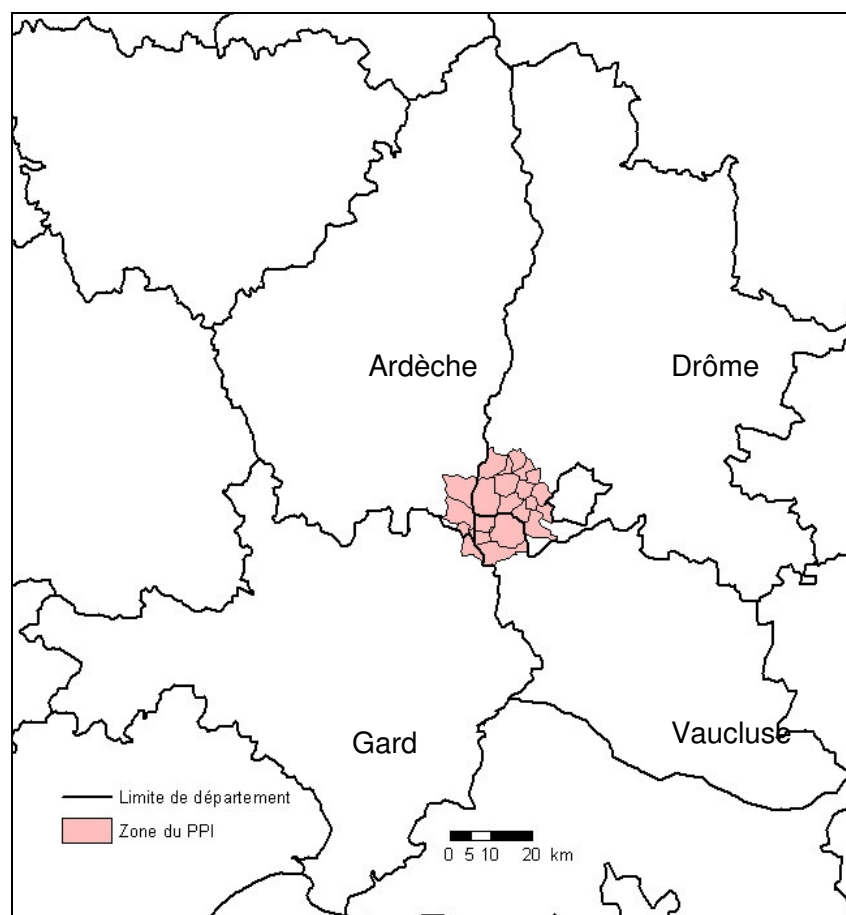 Ardèche
Drôme
Gard
Vaucluse
Limite de département
Zone du PPI
0 5 10 20 km